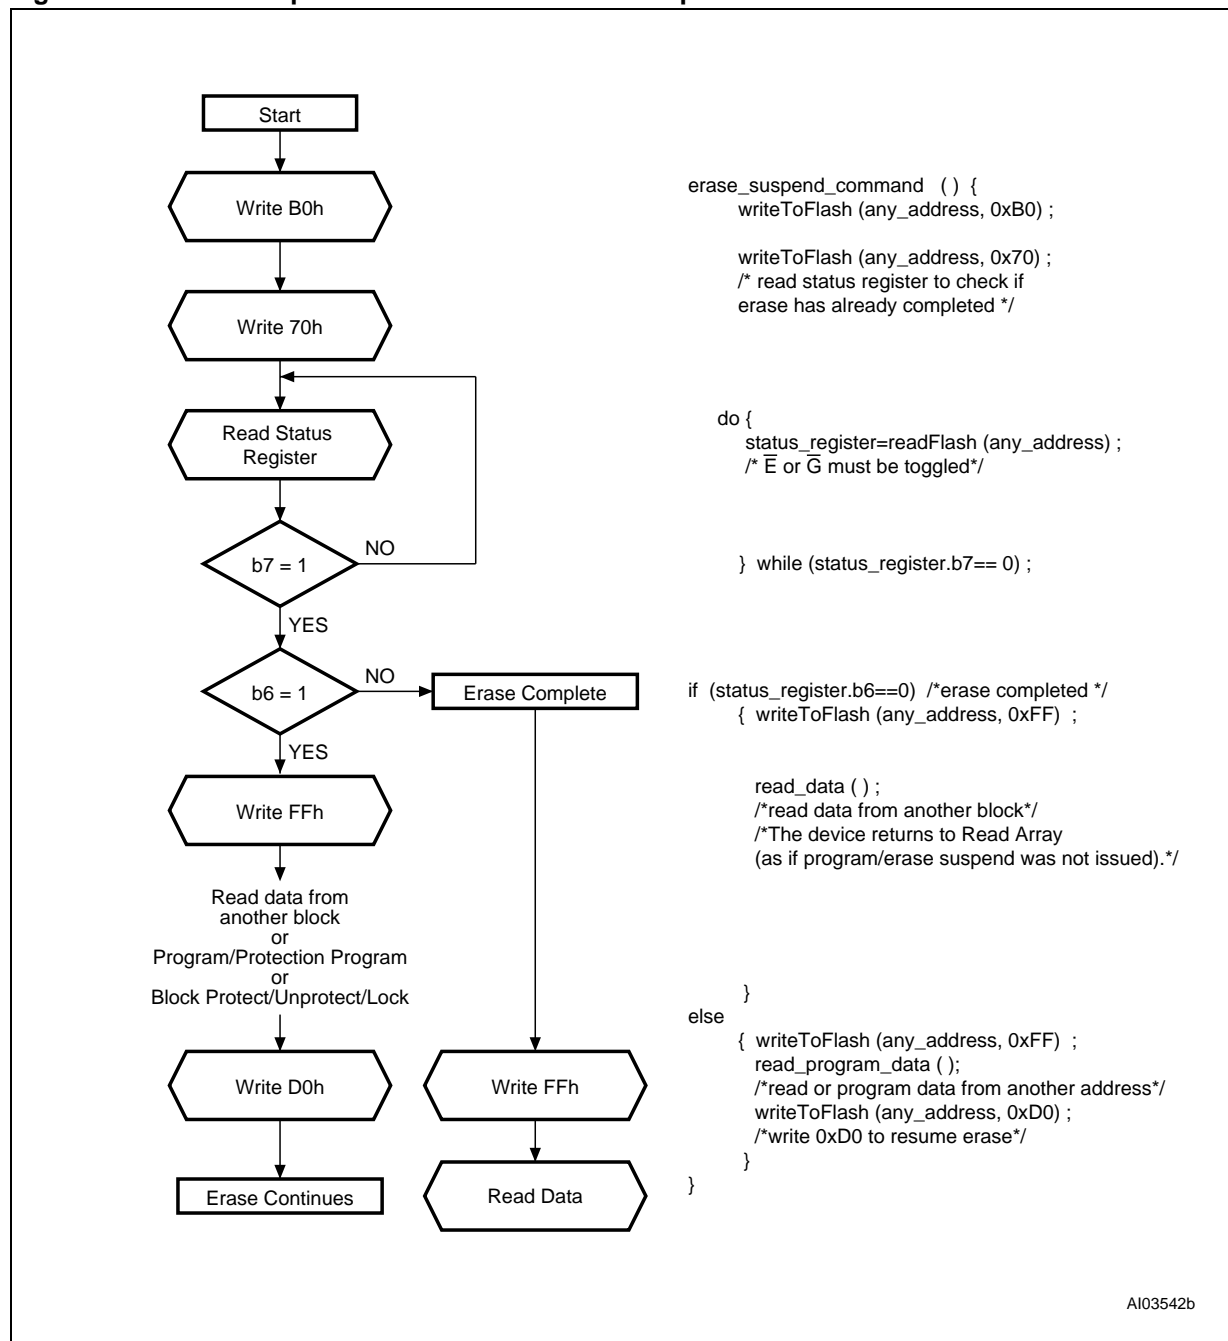 Start
Write B0h
Write 70h
Read Status
Register
NO
b7 = 1
YES
NO
b6 = 1
Erase Complete
YES
Write FFh
Read data from
another block
or
Program/Protection Program
or
Block Protect/Unprotect/Lock
Write D0h
Write FFh
Erase Continues
Read Data
erase_suspend_command ( ) {
writeToFlash (any_address, 0xB0) ;
writeToFlash (any_address, 0x70) ;
/* read status register to check if
erase has already completed */
do {
status_register=readFlash (any_address) ;
/* E̅ or G̅ must be toggled*/
} while (status_register.b7== 0) ;
if (status_register.b6==0) /*erase completed */
{ writeToFlash (any_address, 0xFF) ;
read_data ( ) ;
/*read data from another block*/
/*The device returns to Read Array
(as if program/erase suspend was not issued).*/
}
else
{ writeToFlash (any_address, 0xFF) ;
read_program_data ( );
/*read or program data from another address*/
writeToFlash (any_address, 0xD0) ;
/*write 0xD0 to resume erase*/
}
}
AI03542b